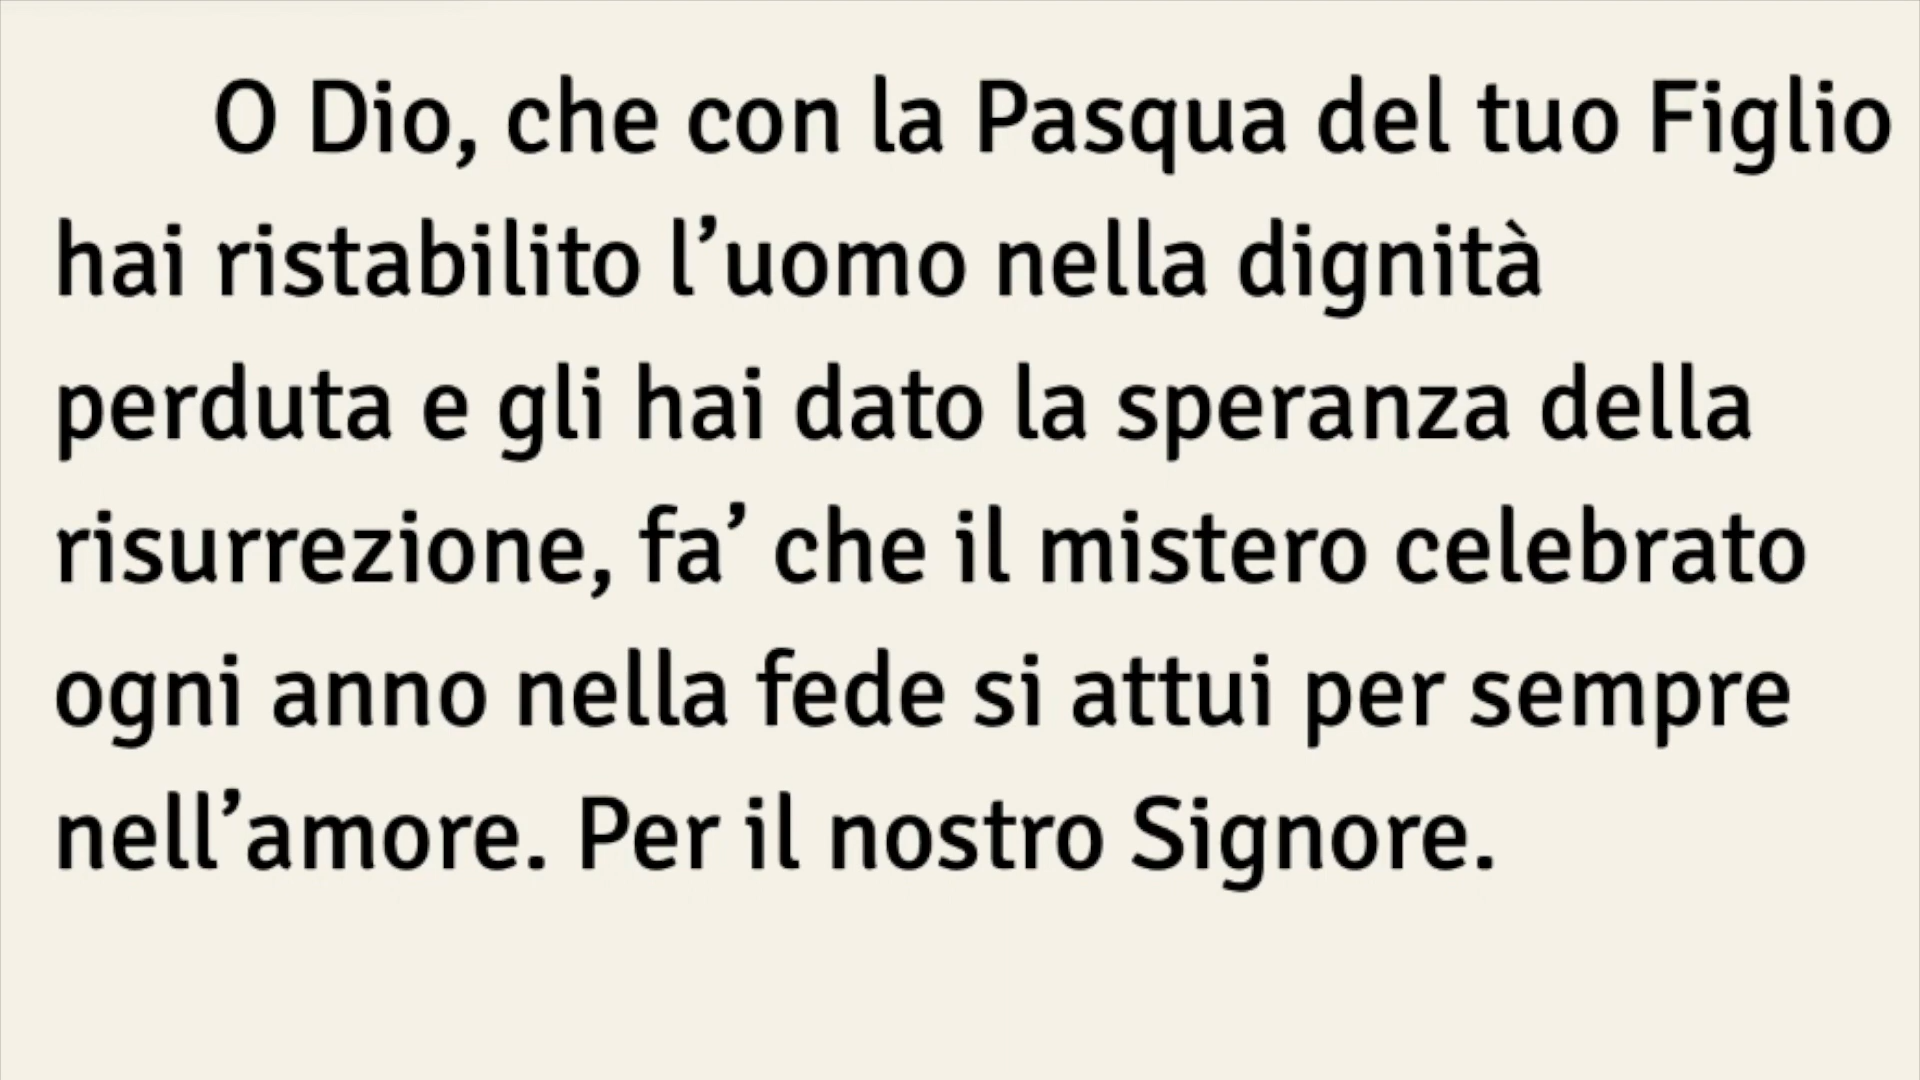 O Dio, che con la Pasqua del tuo Figlio
hai ristabilito l’uomo nella dignità
perduta e gli hai dato la speranza della
risurrezione, fa’ che il mistero celebrato
ogni anno nella fede si attui per sempre
nell’amore. Per il nostro Signore.